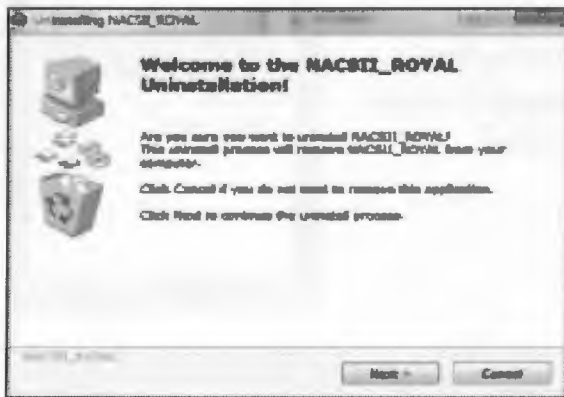 Uninstalling NACSII_ROYAL
Welcome to the NACSII_ROYAL
Uninstallation!
Are you sure you want to uninstall NACSII_ROYAL?
This uninstall process will remove NACSII_ROYAL from your
computer.
Click Cancel if you do not want to remove this application.
Click Next to continue the uninstall process.
NACSII_ROYAL
Next >
Cancel